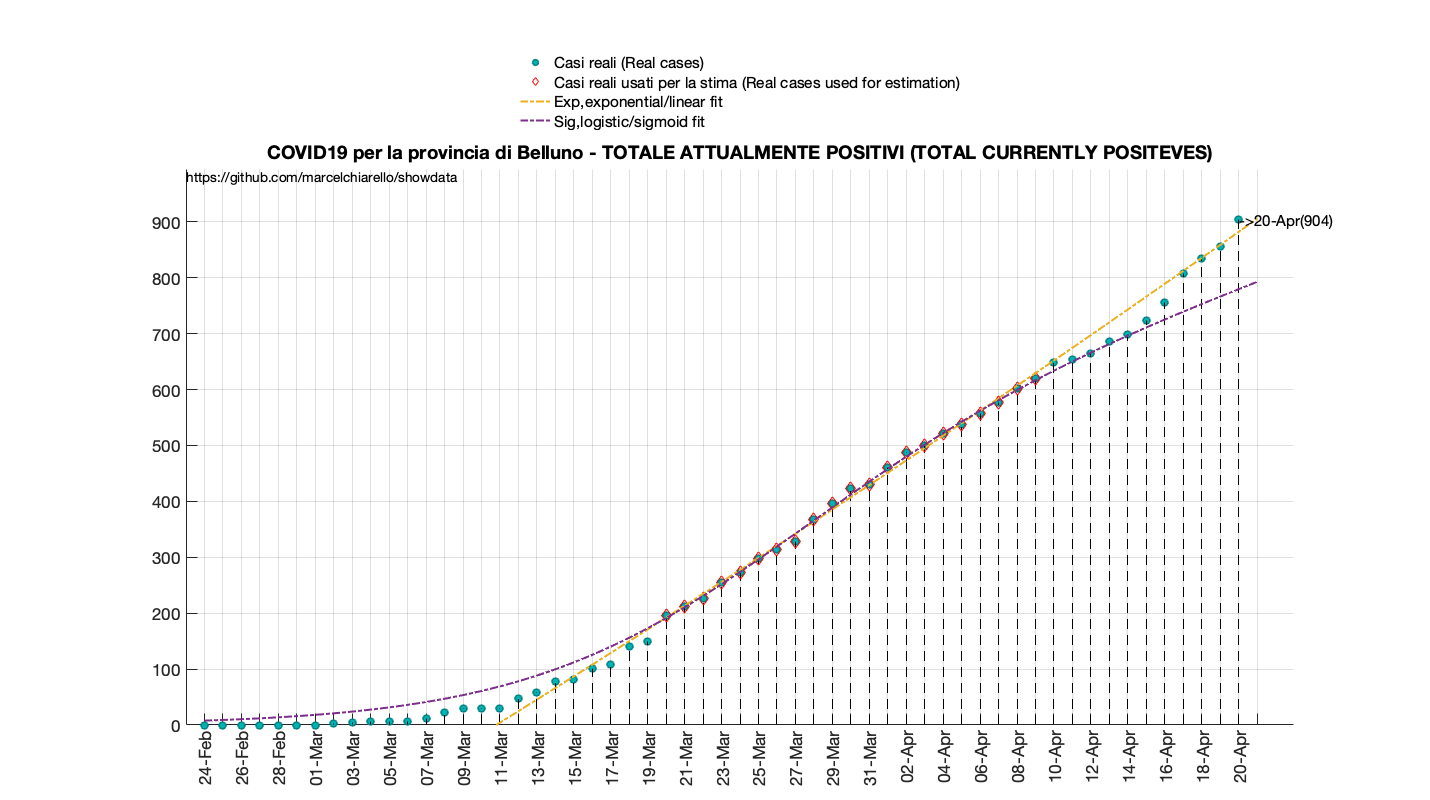 Casi reali (Real cases)
Casi reali usati per la stima (Real cases used for estimation)
Exp,exponential/linear fit
Sig,logistic/sigmoid fit
COVID19 per la provincia di Belluno - TOTALE ATTUALMENTE POSITIVI (TOTAL CURRENTLY POSITEVES)
https://github.com/marcelchiarello/showdata
900
800
700
600
500
400
300
200
100
0
->20-Apr(904)
24-Feb
26-Feb
28-Feb
01-Mar
03-Mar
05-Mar
07-Mar
09-Mar
11-Mar
13-Mar
15-Mar
17-Mar
19-Mar
21-Mar
23-Mar
25-Mar
27-Mar
29-Mar
31-Mar
02-Apr
04-Apr
06-Apr
08-Apr
10-Apr
12-Apr
14-Apr
16-Apr
18-Apr
20-Apr